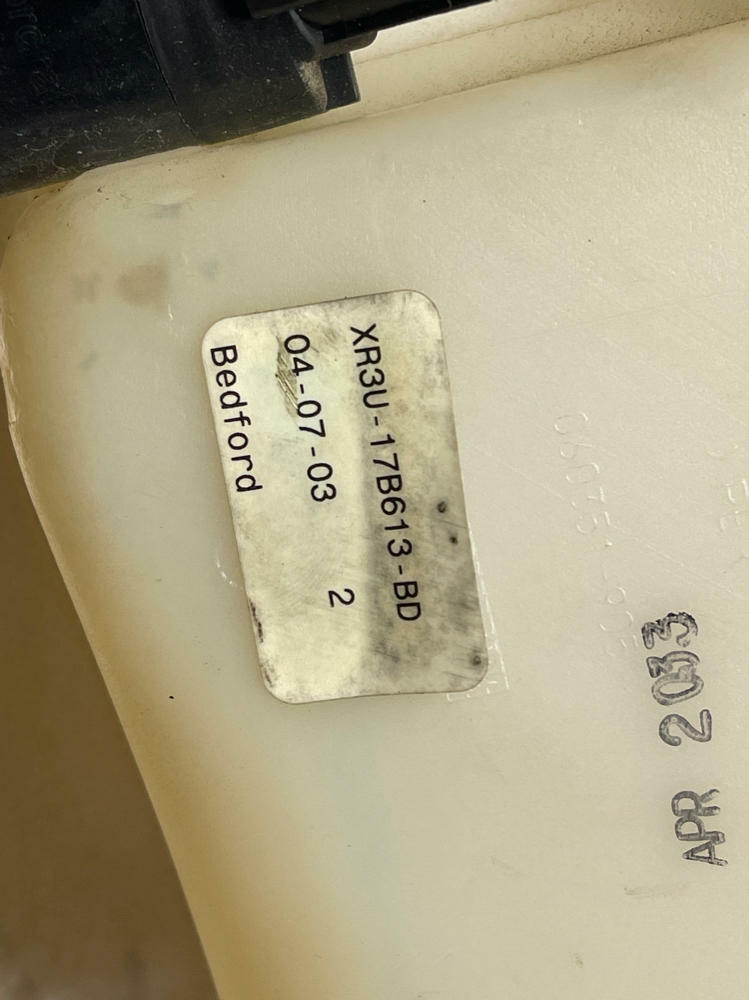 XR3U-17B613-BD
04-07-03 2
Bedford
APR 2003